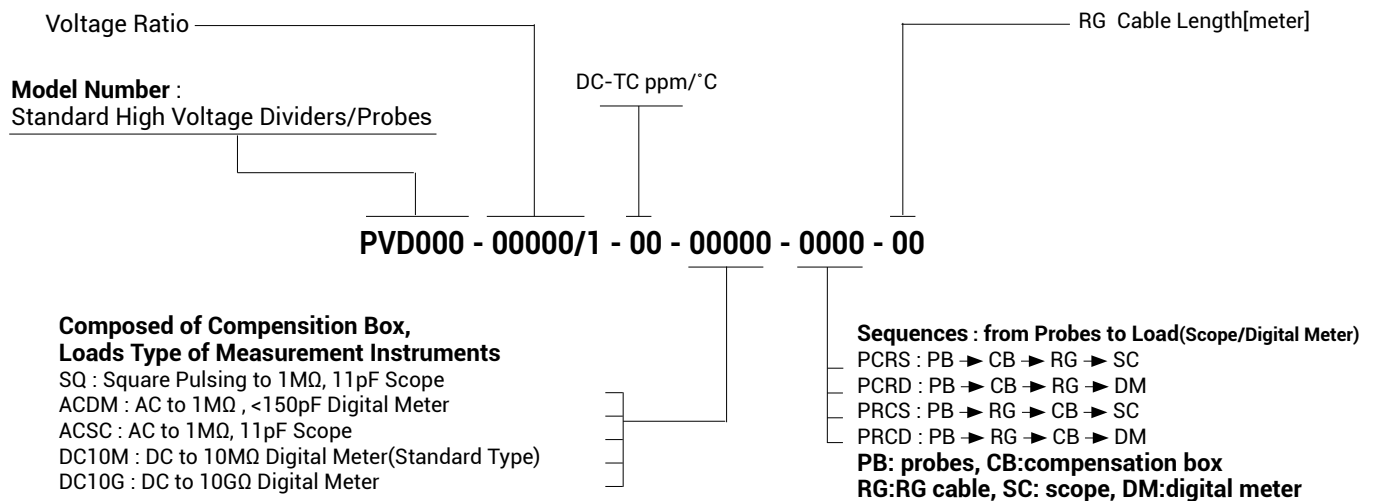 Voltage Ratio
RG Cable Length[meter]
DC-TC ppm/˚C
Model Number :
Standard High Voltage Dividers/Probes
PVD000 - 00000/1 - 00 - 00000 - 0000 - 00
Composed of Compensition Box,
Loads Type of Measurement Instruments
SQ : Square Pulsing to 1MΩ, 11pF Scope
ACDM : AC to 1MΩ , <150pF Digital Meter
ACSC : AC to 1MΩ, 11pF Scope
DC10M : DC to 10MΩ Digital Meter(Standard Type)
DC10G : DC to 10GΩ Digital Meter
Sequences : from Probes to Load(Scope/Digital Meter)
PCRS : PB → CB → RG → SC
PCRD : PB → CB → RG → DM
PRCS : PB → RG → CB → SC
PRCD : PB → RG → CB → DM
PB: probes, CB:compensation box
RG:RG cable, SC: scope, DM:digital meter